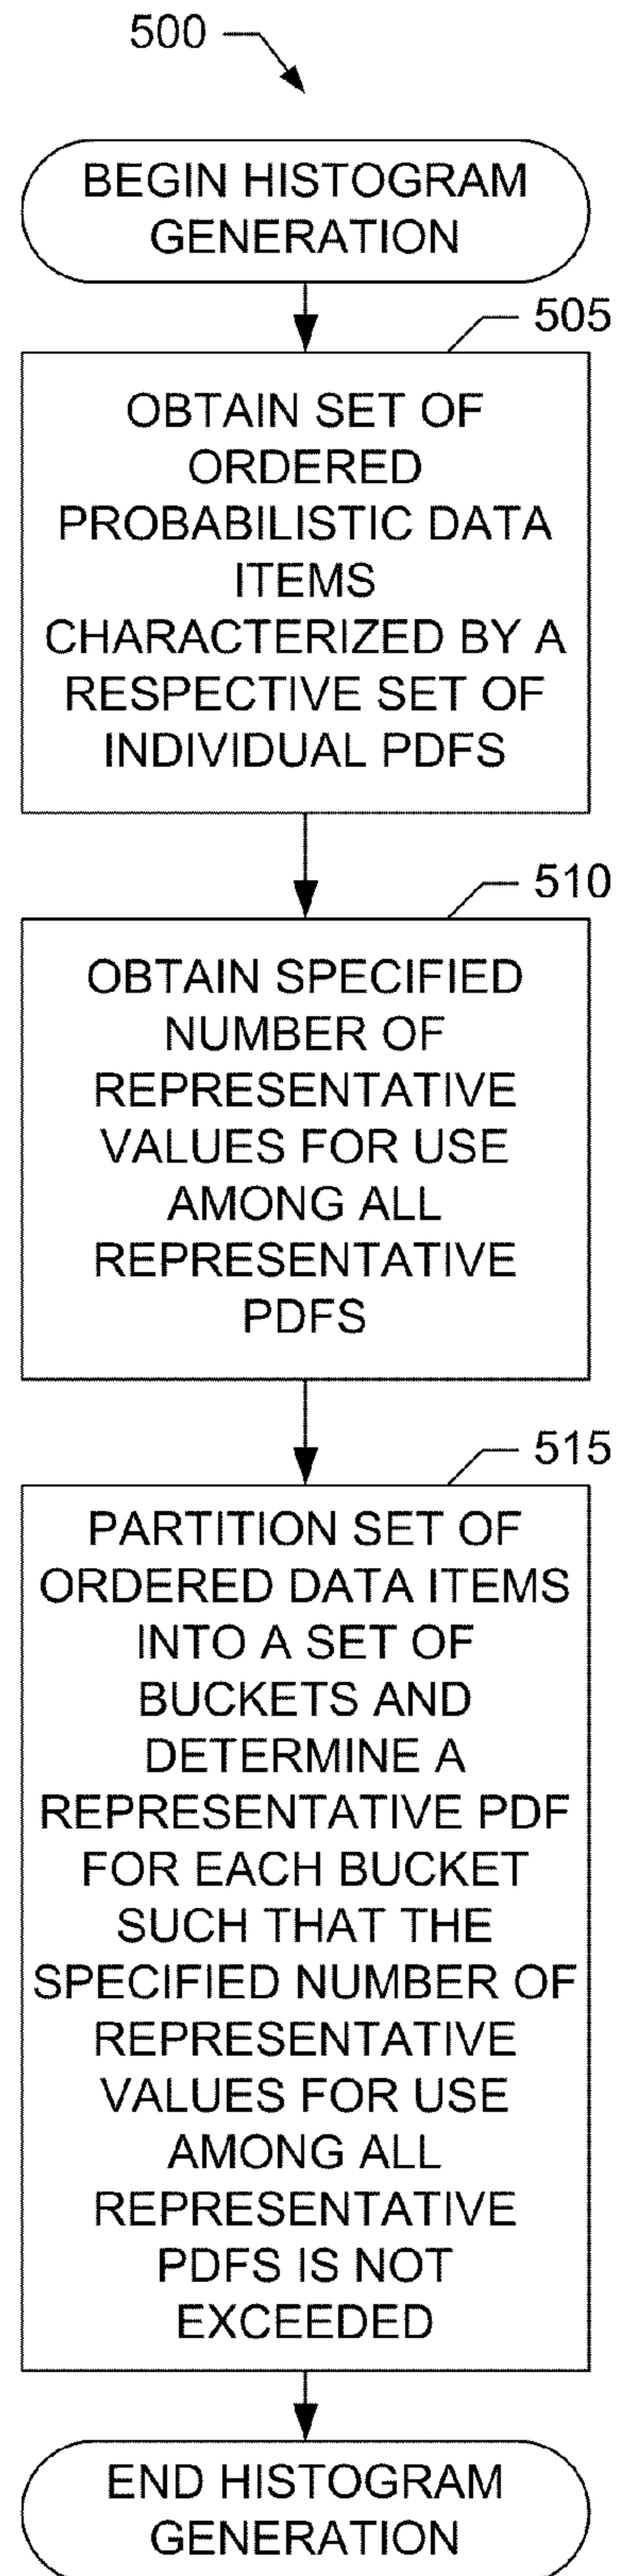 500
BEGIN HISTOGRAM
GENERATION
505
OBTAIN SET OF
ORDERED
PROBABILISTIC DATA
ITEMS
CHARACTERIZED BY A
RESPECTIVE SET OF
INDIVIDUAL PDFS
510
OBTAIN SPECIFIED
NUMBER OF
REPRESENTATIVE
VALUES FOR USE
AMONG ALL
REPRESENTATIVE
PDFS
515
PARTITION SET OF
ORDERED DATA ITEMS
INTO A SET OF
BUCKETS AND
DETERMINE A
REPRESENTATIVE PDF
FOR EACH BUCKET
SUCH THAT THE
SPECIFIED NUMBER OF
REPRESENTATIVE
VALUES FOR USE
AMONG ALL
REPRESENTATIVE
PDFS IS NOT
EXCEEDED
END HISTOGRAM
GENERATION